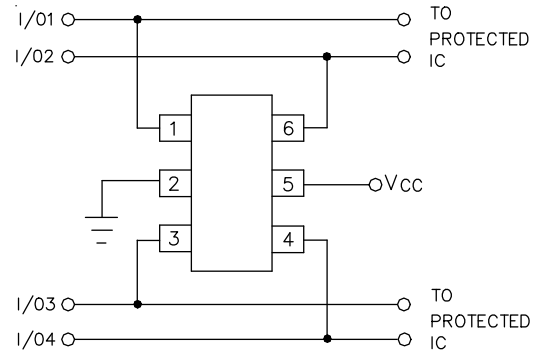 I/01
TO
PROTECTED
I/02
IC
1
6
2
5
VCC
3
4
I/03
TO
PROTECTED
I/04
IC